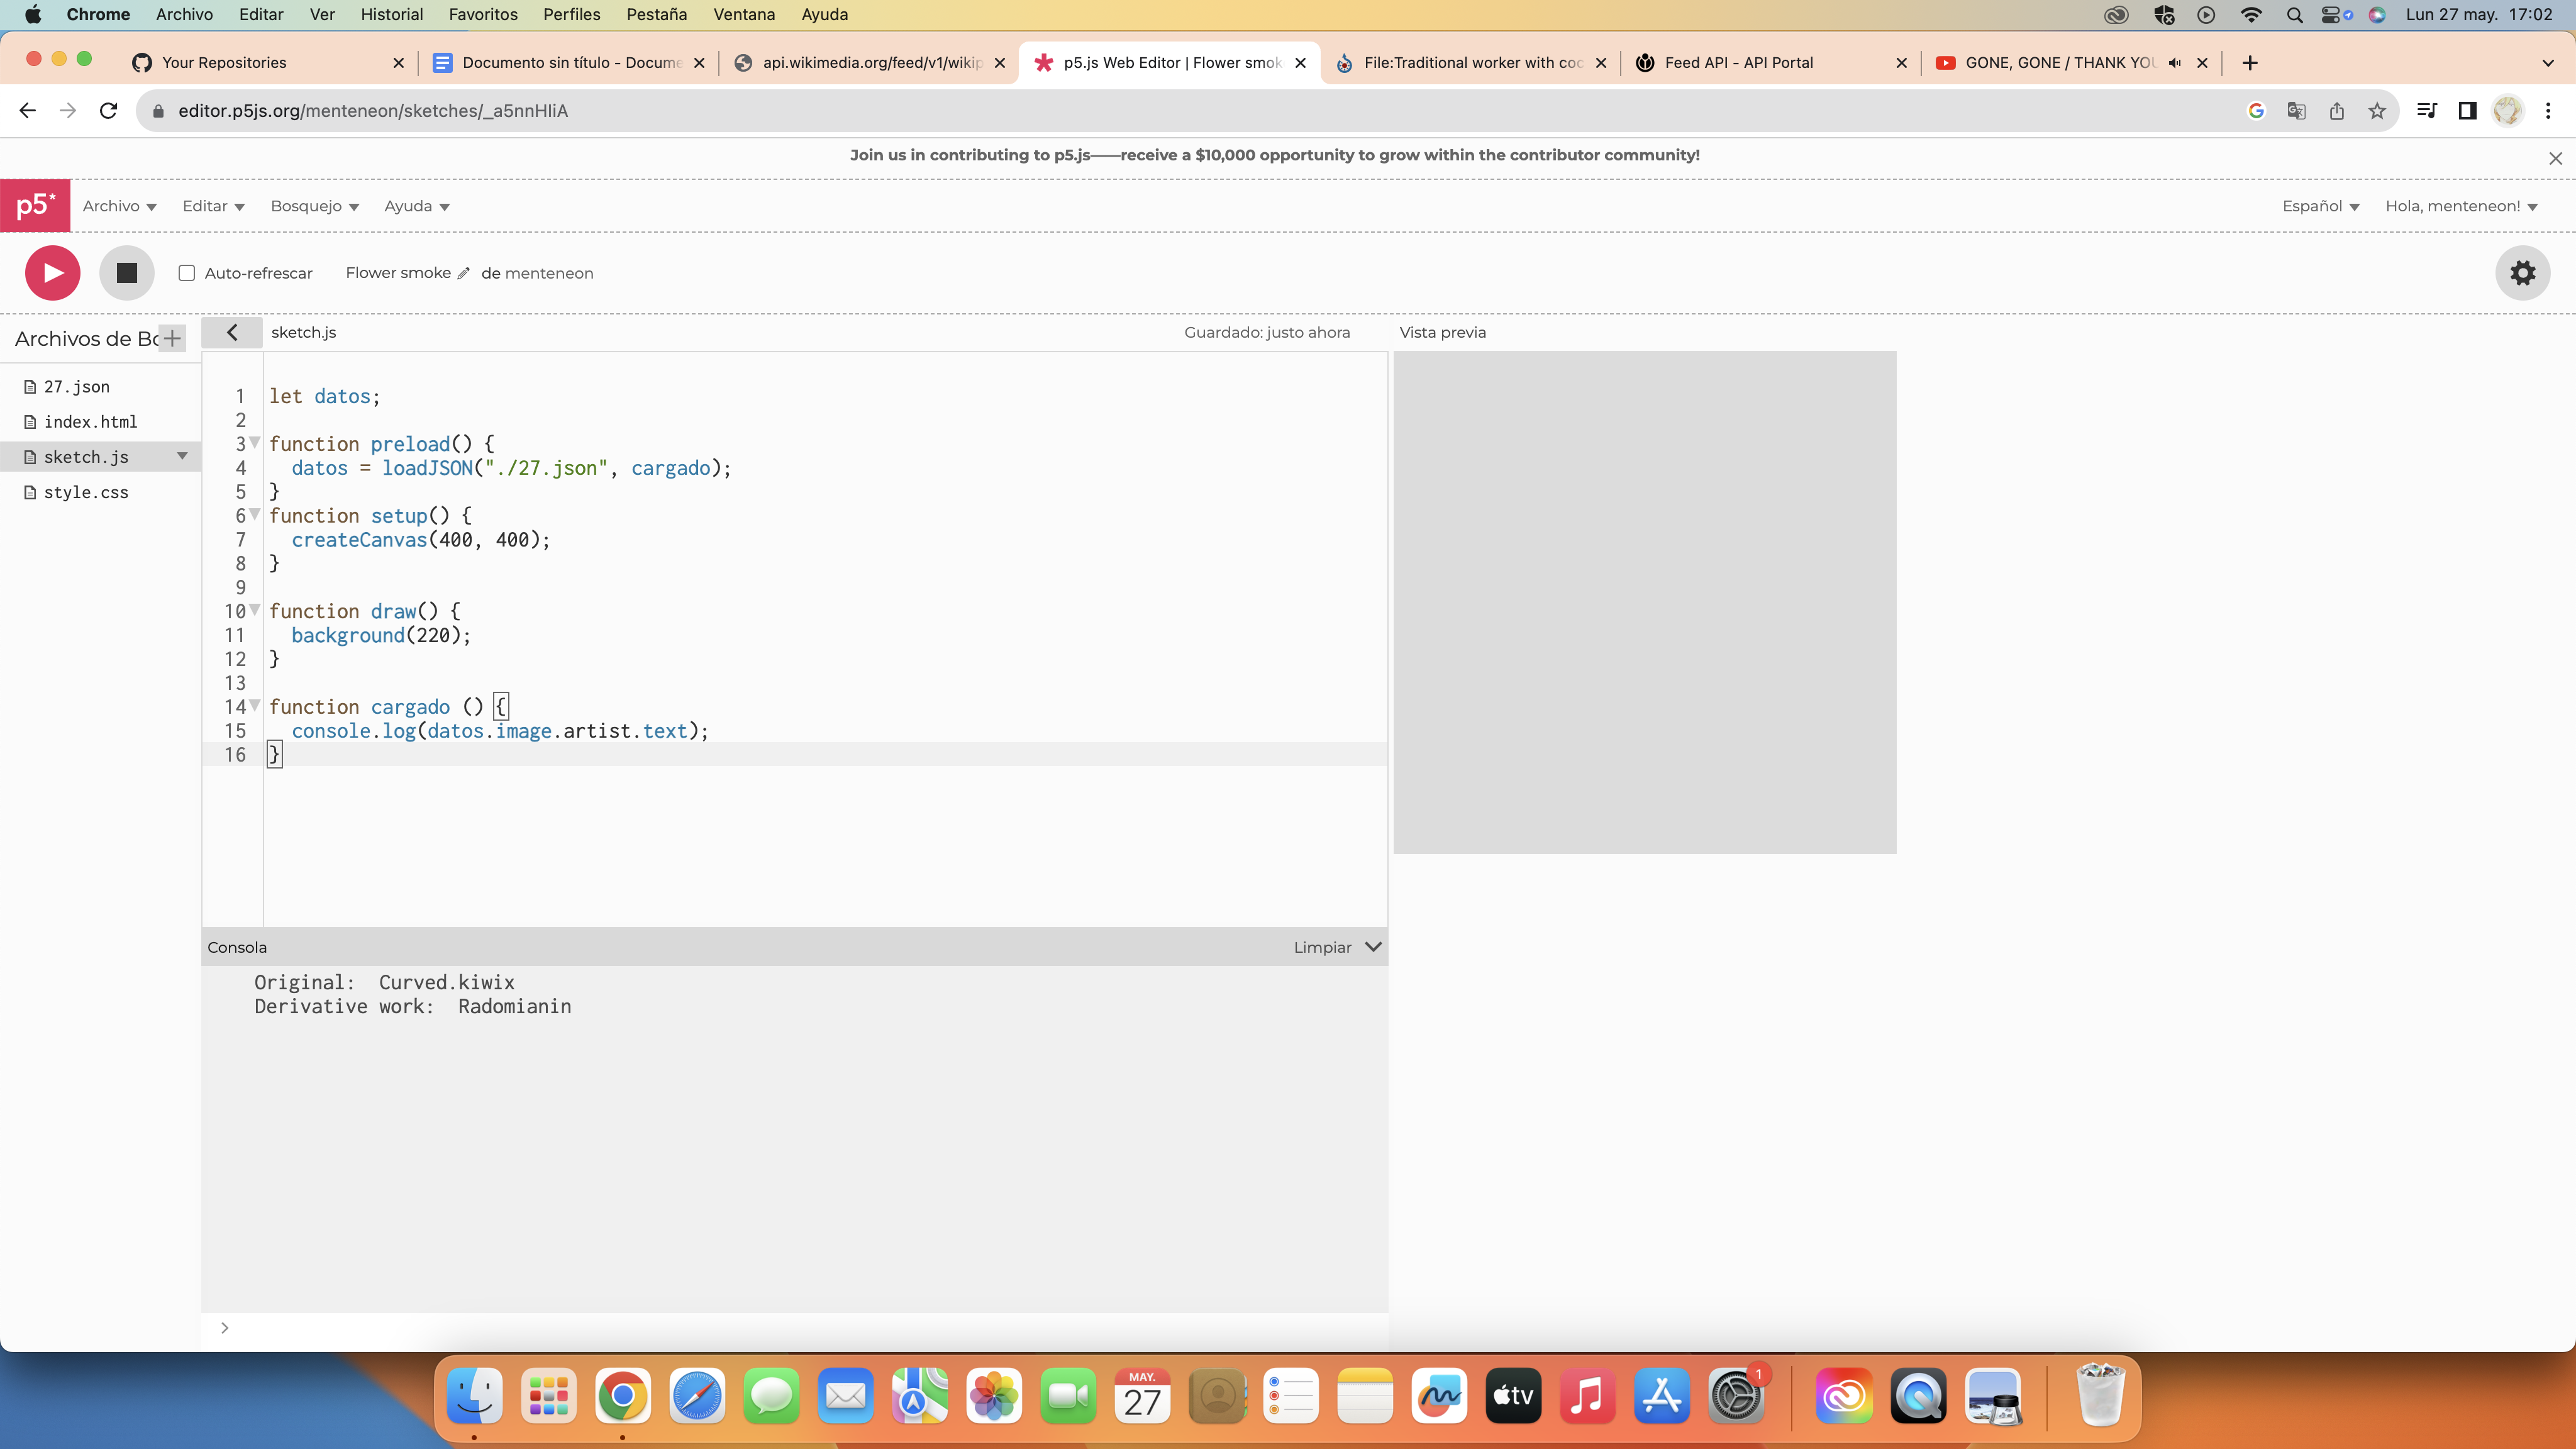 Chrome Archivo Editar Ver Historial Favoritos Perfiles Pestaña Ventana Ayuda Lun 27 may. 17:02
Your Repositories Documento sin título - Docume api.wikimedia.org/feed/v1/wikip p5.js Web Editor | Flower smok File:Traditional worker with coc Feed API - API Portal GONE, GONE / THANK YOU
editor.p5js.org/menteneon/sketches/_a5nnHIiA
Join us in contributing to p5.js——receive a $10,000 opportunity to grow within the contributor community!
p5* Archivo Editar Bosquejo Ayuda Español Hola, menteneon!
Auto-refrescar Flower smoke de menteneon
Archivos de Bo + sketch.js Guardado: justo ahora Vista previa
27.json
index.html
sketch.js
style.css
1 let datos;
2
3 function preload() {
4 datos = loadJSON("./27.json", cargado);
5 }
6 function setup() {
7 createCanvas(400, 400);
8 }
9
10 function draw() {
11 background(220);
12 }
13
14 function cargado () {
15 console.log(datos.image.artist.text);
16 }
Consola Limpiar
Original: Curved.kiwix
Derivative work: Radomianin
>
MAY.
27
tv
1